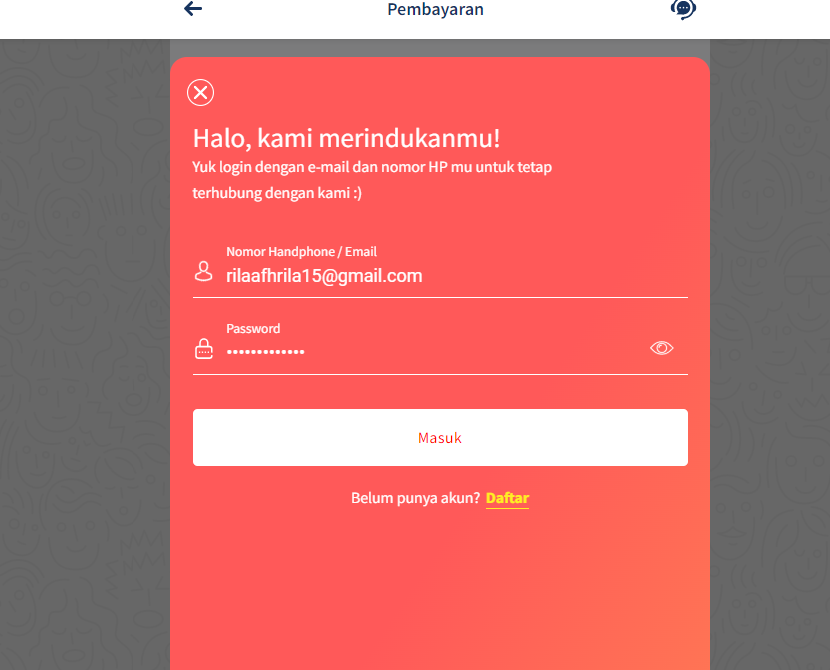 Pembayaran
Halo, kami merindukanmu!
Yuk login dengan e-mail dan nomor HP mu untuk tetap
terhubung dengan kami :)
Nomor Handphone / Email
rilaafhrila15@gmail.com
Password
•••••••••••••
Masuk
Belum punya akun? Daftar